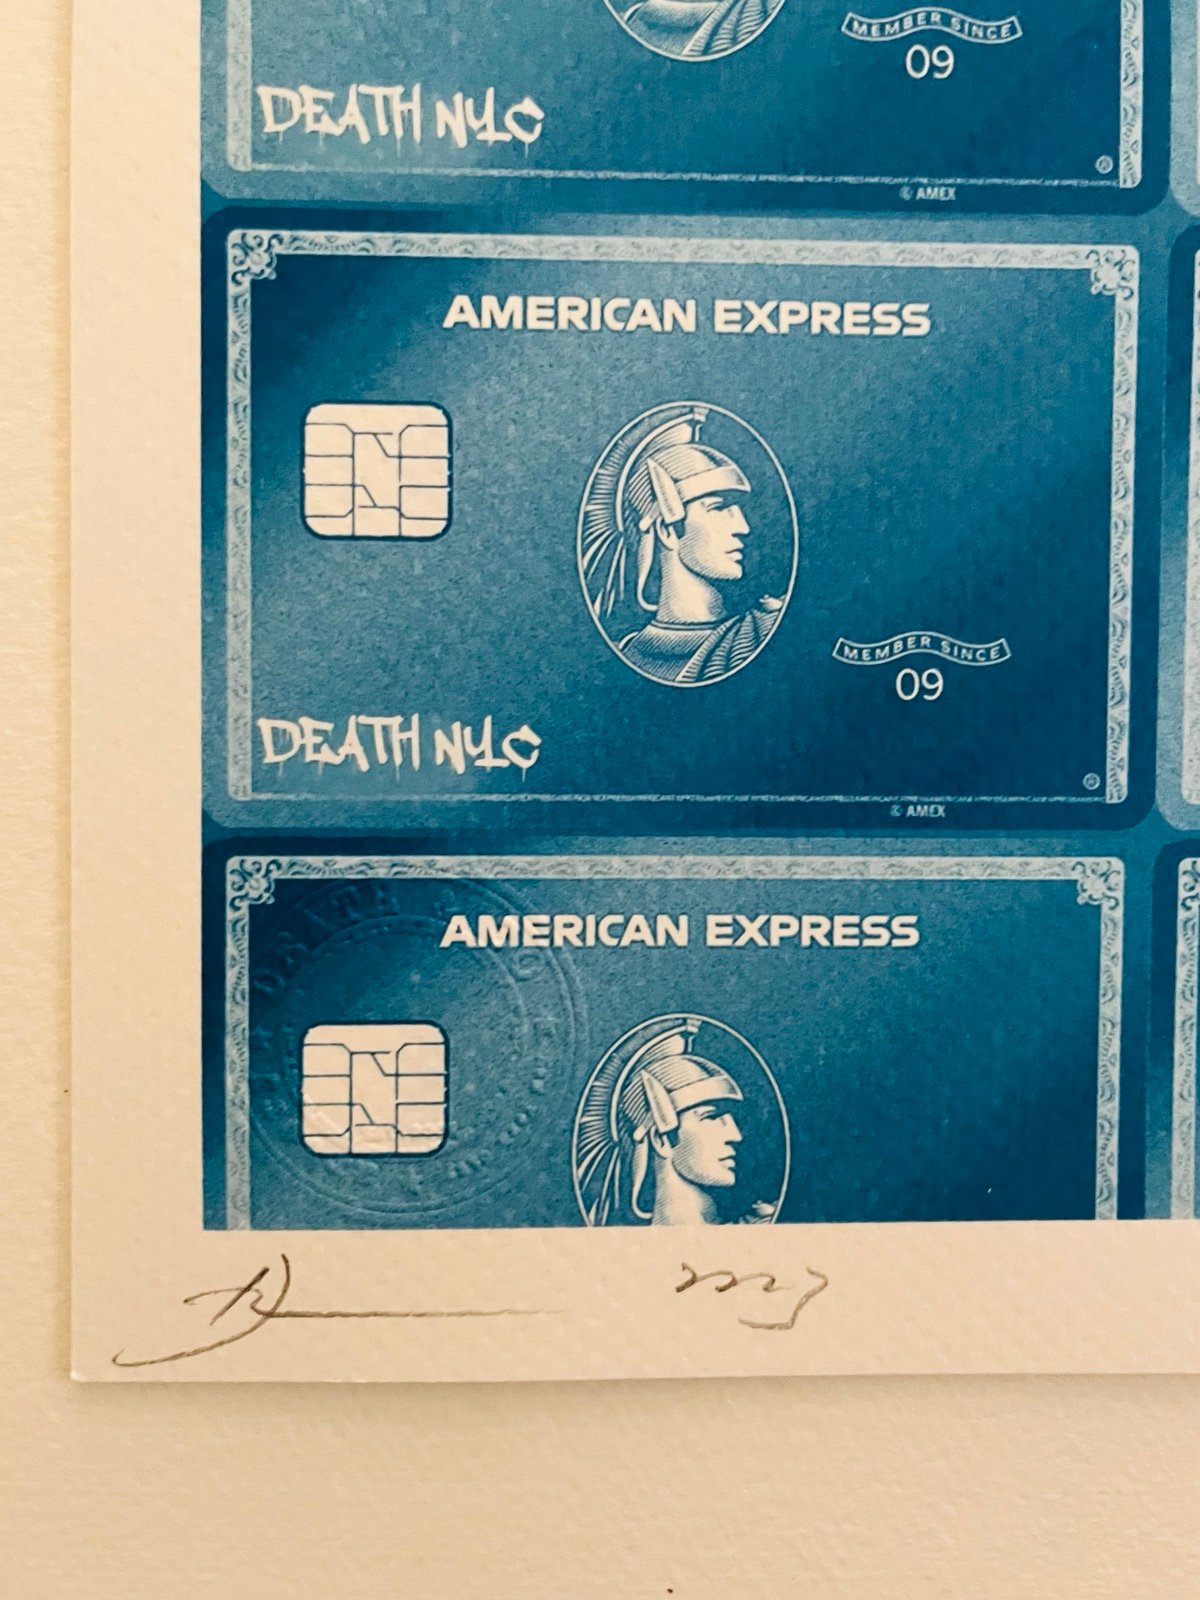 MEMBER SINCE
09
DEATH NYC
© AMEX
AMERICAN EXPRESS
MEMBER SINCE
09
DEATH NYC
® 
© AMEX
AMERICAN EXPRESS